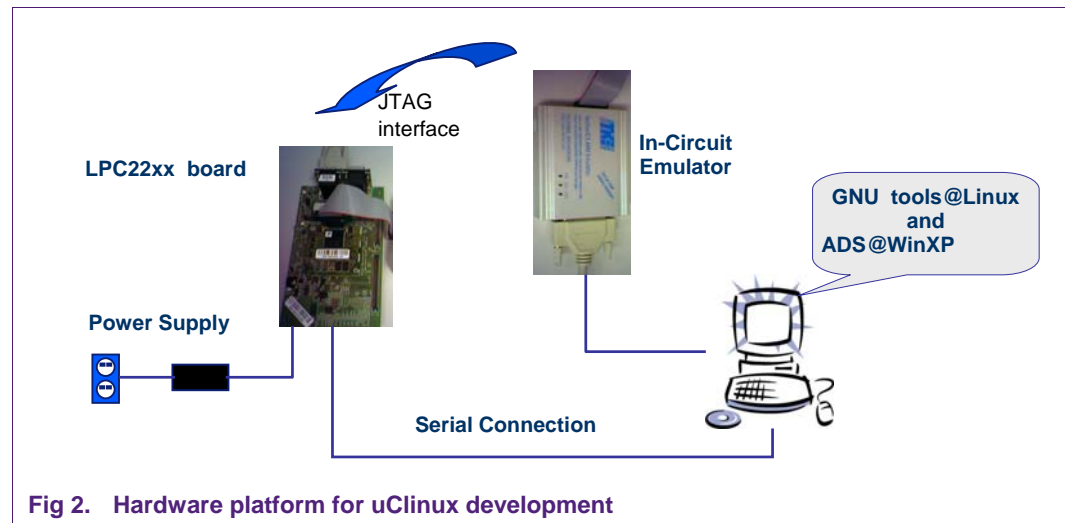 JTAG
interface
LPC22xx board
In-Circuit
Emulator
GNU tools@Linux
and
ADS@WinXP
Power Supply
Serial Connection
Fig 2. Hardware platform for uClinux development